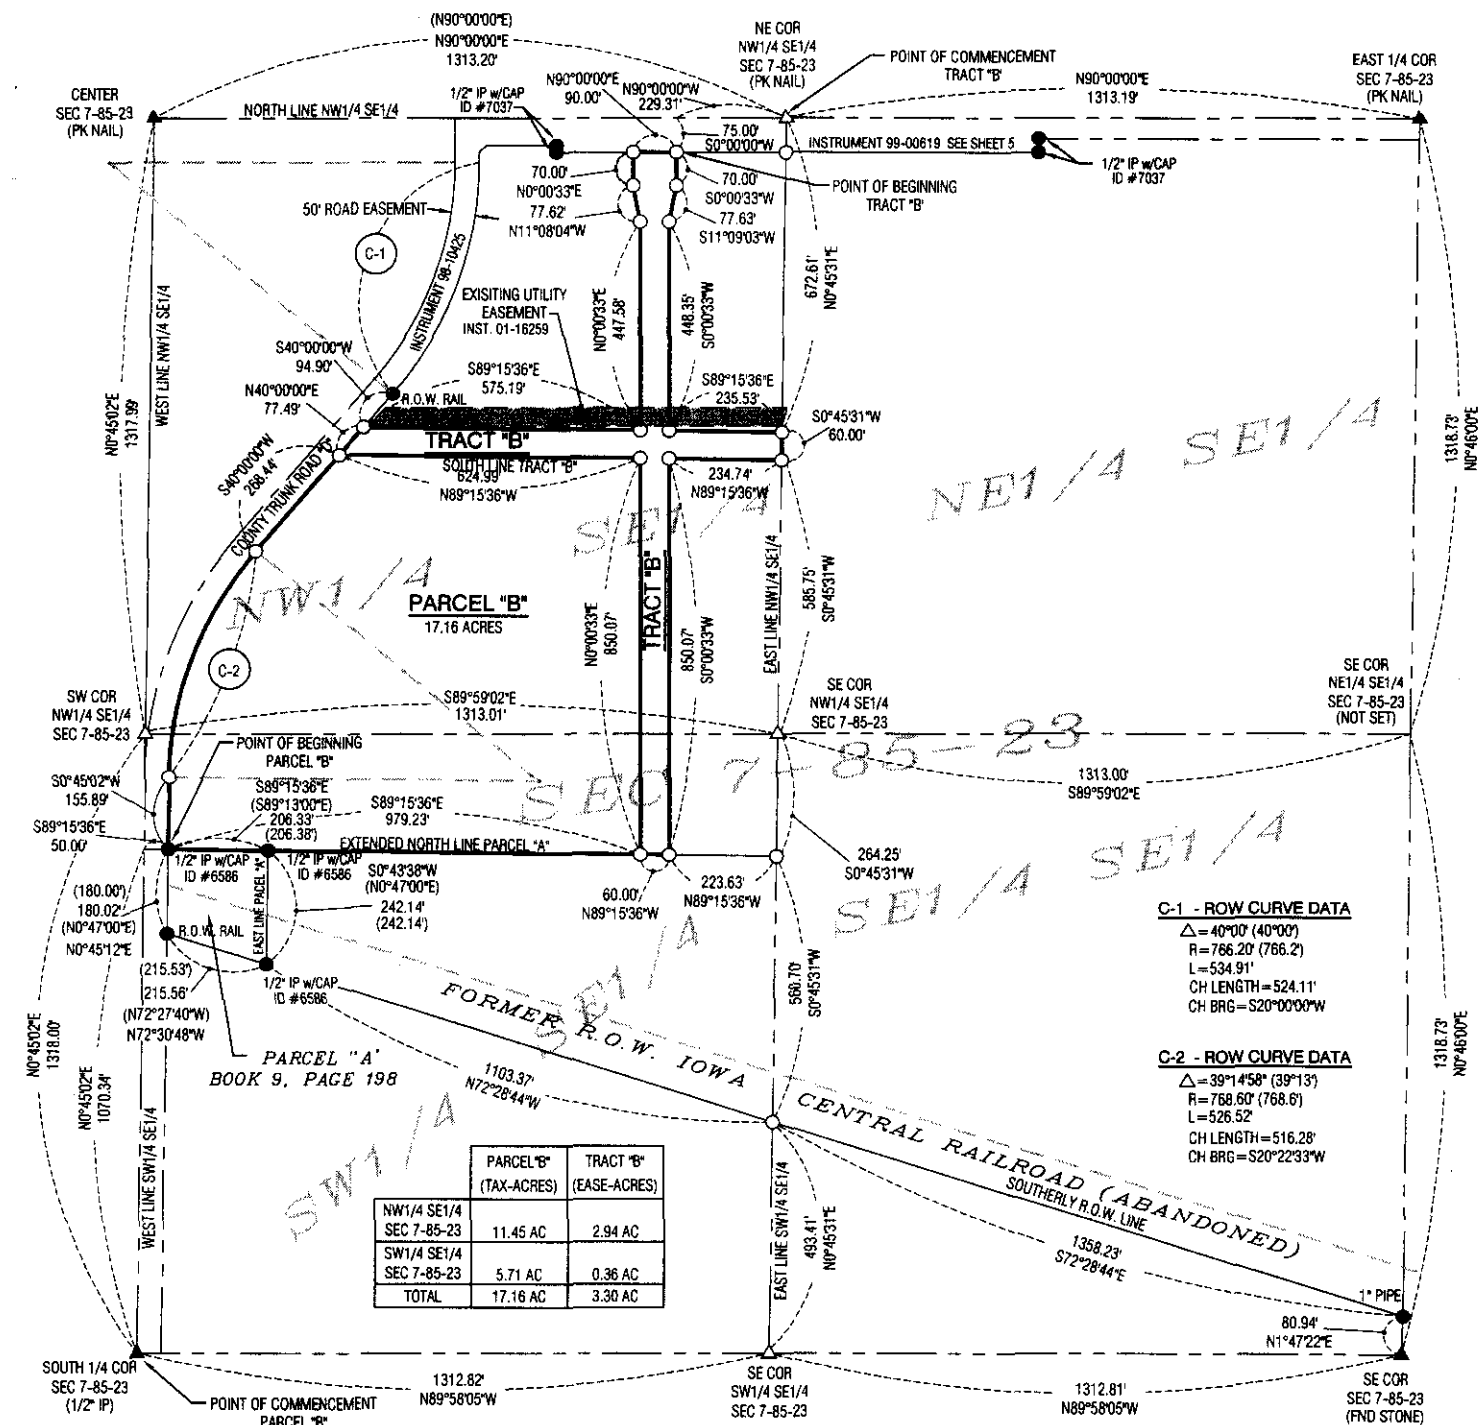 (N90°00'00"E)
N90°00'00"E
1313.20'
NE COR
NW1/4 SE1/4
SEC 7-85-23
(PK NAIL)
POINT OF COMMENCEMENT
TRACT "B"
N90°00'00"E
1313.19'
EAST 1/4 COR
SEC 7-85-23
(PK NAIL)
CENTER
SEC 7-85-23
(PK NAIL)
NORTH LINE NW1/4 SE1/4
1/2" IP w/CAP
ID #7037
N90°00'00"E
90.00'
N90°00'00"W
229.31'
75.00'
S0°00'00"W
INSTRUMENT 99-00619 SEE SHEET 5
1/2" IP w/CAP
ID #7037
70.00'
N0°00'33"E
77.62'
N11°08'04"W
70.00'
S0°00'33"W
77.63'
S11°09'03"W
POINT OF BEGINNING
TRACT "B"
50' ROAD EASEMENT
C-1
INSTRUMENT 98-10425
EXISITING UTILITY
EASEMENT
INST. 01-16259
N0°00'33"E
447.58'
448.35'
S0°00'33"W
672.61'
N0°45'31"E
WEST LINE NW1/4 SE1/4
N0°45'02"E
1317.99'
S40°00'00"W
94.90'
N40°00'00"E
77.49'
S89°15'36"E
575.19'
R.O.W. RAIL
S89°15'36"E
235.53'
S0°45'31"W
60.00'
TRACT "B"
SOUTH LINE TRACT "B"
624.99'
N89°15'36"W
234.74'
N89°15'36"W
S40°00'00"W
268.44'
COUNTY TRUNK ROAD "D"
NE1/4 SE1/4
1318.73'
N0°46'00"E
NW1/4 SE1/4
PARCEL "B"
17.16 ACRES
N0°00'33"E
850.07'
TRACT "B"
850.07'
S0°00'33"W
EAST LINE NW1/4 SE1/4
585.75'
S0°45'31"W
C-2
SW COR
NW1/4 SE1/4
SEC 7-85-23
S89°59'02"E
1313.01'
SE COR
NW1/4 SE1/4
SEC 7-85-23
SE COR
NE1/4 SE1/4
SEC 7-85-23
(NOT SET)
SEC 7-85-23
1313.00'
S89°59'02"E
POINT OF BEGINNING
PARCEL "B"
S0°45'02"W
155.89'
S89°15'36"E
50.00'
S89°15'36"E
(S89°13'00"E)
206.33'
(206.38')
S89°15'36"E
979.23'
EXTENDED NORTH LINE PARCEL "A"
1/2" IP w/CAP
ID #6586
1/2" IP w/CAP
ID #6586
S0°43'38"W
(N0°47'00"E)
242.14'
(242.14')
60.00'
N89°15'36"W
223.63'
N89°15'36"W
264.25'
S0°45'31"W
SE1/4 SE1/4
(180.00')
180.02'
(N0°47'00"E)
N0°45'12"E
R.O.W. RAIL
EAST LINE PACEL "A"
(215.53')
215.56'
(N72°27'40"W)
N72°30'48"W
1/2" IP w/CAP
ID #6586
PARCEL "A'
BOOK 9, PAGE 198
N0°45'02"E
1318.00'
N0°45'02"E
1070.34'
WEST LINE SW1/4 SE1/4
560.70'
S0°45'31"W
C-1 - ROW CURVE DATA
△=40°00' (40°00')
R=766.20' (766.2')
L=534.91'
CH LENGTH=524.11'
CH BRG=S20°00'00"W
C-2 - ROW CURVE DATA
△=39°14'58" (39°13')
R=768.60' (768.6')
L=526.52'
CH LENGTH=516.28'
CH BRG=S20°22'33"W
1318.73'
N0°46'00"E
FORMER R.O.W. IOWA CENTRAL RAILROAD (ABANDONED)
SOUTHERLY R.O.W. LINE
1103.37'
N72°28'44"W
SW1/4 SE1/4
PARCEL"B" (TAX-ACRES) TRACT "B" (EASE-ACRES)
NW1/4 SE1/4
SEC 7-85-23 11.45 AC 2.94 AC
SW1/4 SE1/4
SEC 7-85-23 5.71 AC 0.36 AC
TOTAL 17.16 AC 3.30 AC
EAST LINE SW1/4 SE1/4
493.41'
N0°45'31"E
1358.23'
S72°28'44"E
1" PIPE
80.94'
N1°47'22"E
SOUTH 1/4 COR
SEC 7-85-23
(1/2" IP)
POINT OF COMMENCEMENT
PARCEL "B"
1312.82'
N89°58'05"W
SE COR
SW1/4 SE1/4
SEC 7-85-23
1312.81'
N89°58'05"W
SE COR
SEC 7-85-23
(FND STONE)